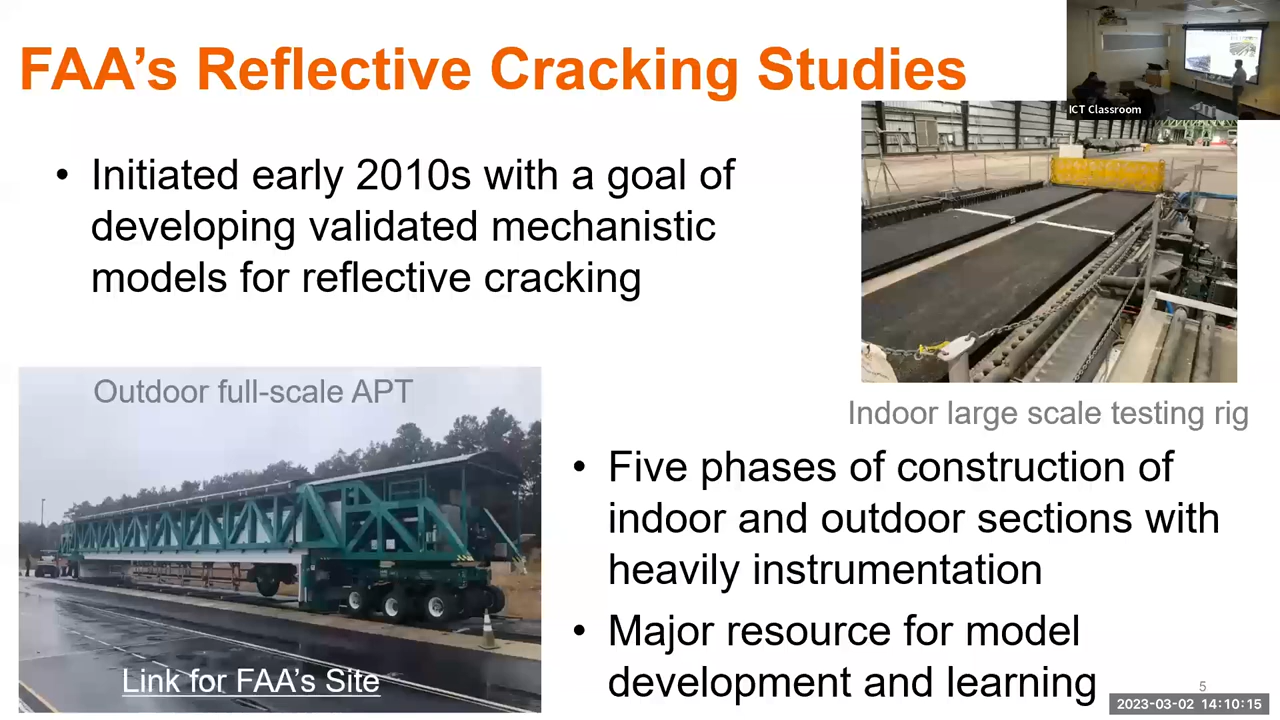 FAA’s Reflective Cracking Studies
ICT Classroom
• Initiated early 2010s with a goal of
developing validated mechanistic
models for reflective cracking
Indoor large scale testing rig
Outdoor full-scale APT
Link for FAA’s Site
• Five phases of construction of
indoor and outdoor sections with
heavily instrumentation
• Major resource for model
development and learning
5
2023-03-02 14:10:15